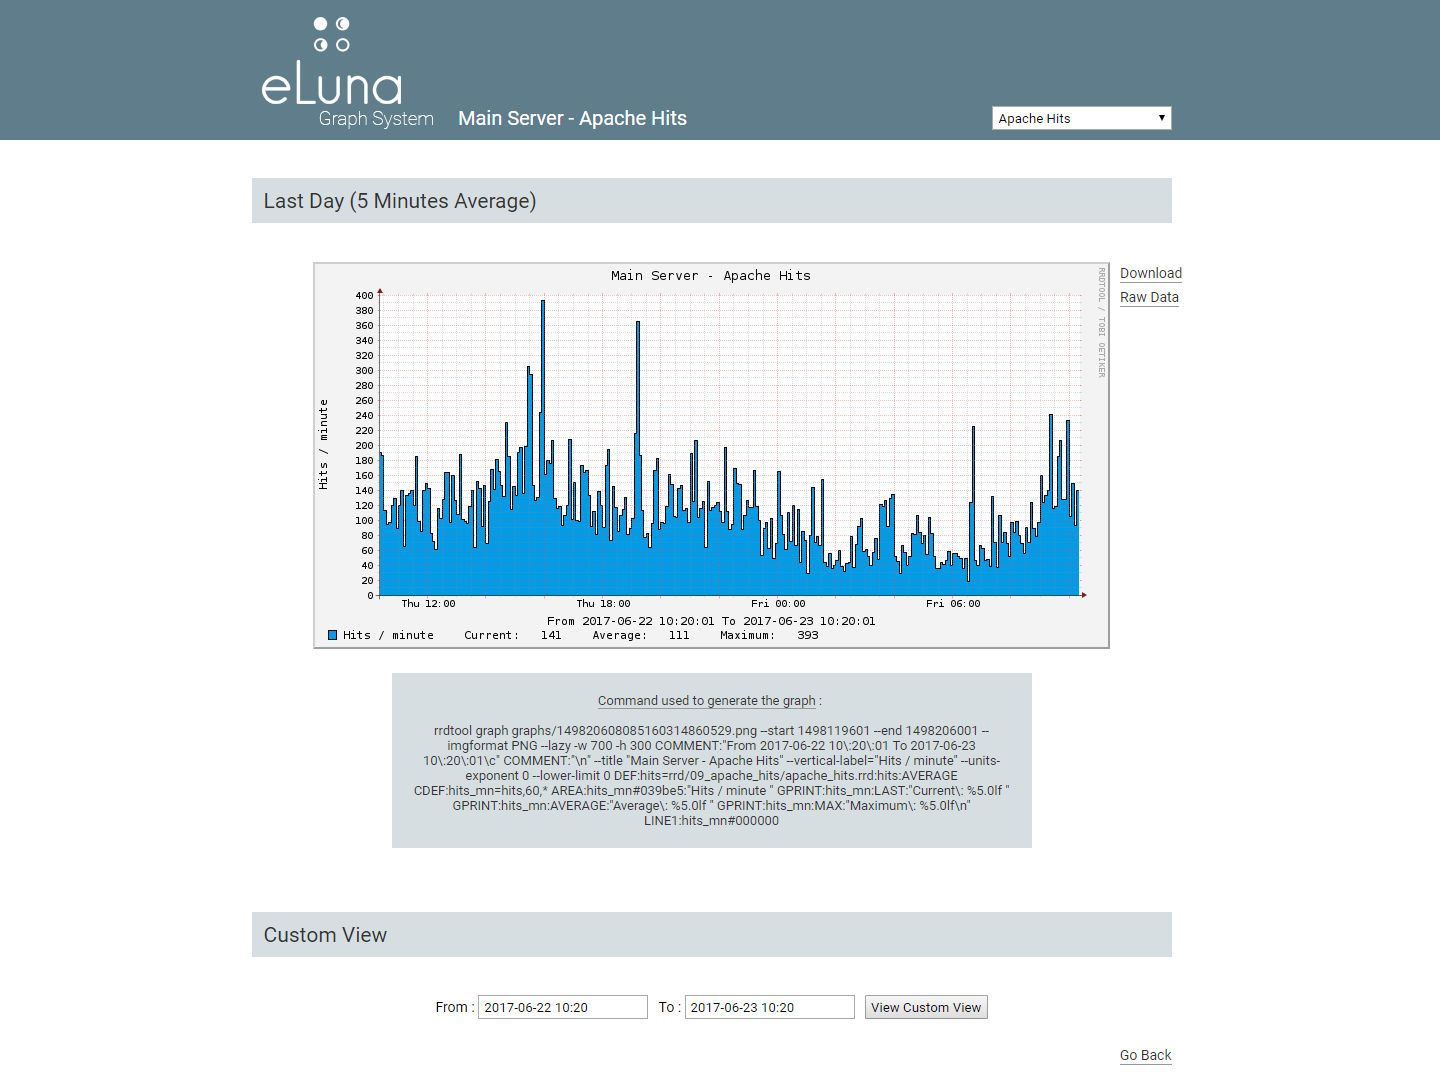 eLuna
Graph System
Main Server - Apache Hits
Apache Hits
Last Day (5 Minutes Average)
Download
Raw Data
Main Server - Apache Hits
RRDTOOL / TOBI OETIKER
Hits / minute
400
380
360
340
320
300
280
260
240
220
200
180
160
140
120
100
80
60
40
20
0
Thu 12:00 Thu 18:00 Fri 00:00 Fri 06:00
From 2017-06-22 10:20:01 To 2017-06-23 10:20:01
Hits / minute Current: 141 Average: 111 Maximum: 393
Command used to generate the graph :
rrdtool graph graphs/14982060808516031486052​9.png --start 1498119601 --end 1498206001 --
imgformat PNG --lazy -w 700 -h 300 COMMENT:"From 2017-06-22 10\:20\:01 To 2017-06-23
10\:20\:01\c" COMMENT:"\n" --title "Main Server - Apache Hits" --vertical-label="Hits / minute" --units-
exponent 0 --lower-limit 0 DEF:hits=rrd/09_apache_hits/apache_hits.rrd:hits:AVERAGE
CDEF:hits_mn=hits,60,* AREA:hits_mn#039be5:"Hits / minute " GPRINT:hits_mn:LAST:"Current\: %5.0lf "
GPRINT:hits_mn:AVERAGE:"Average\: %5.0lf " GPRINT:hits_mn:MAX:"Maximum\: %5.0lf\n"
LINE1:hits_mn#000000
Custom View
From : 2017-06-22 10:20 To : 2017-06-23 10:20 View Custom View
Go Back